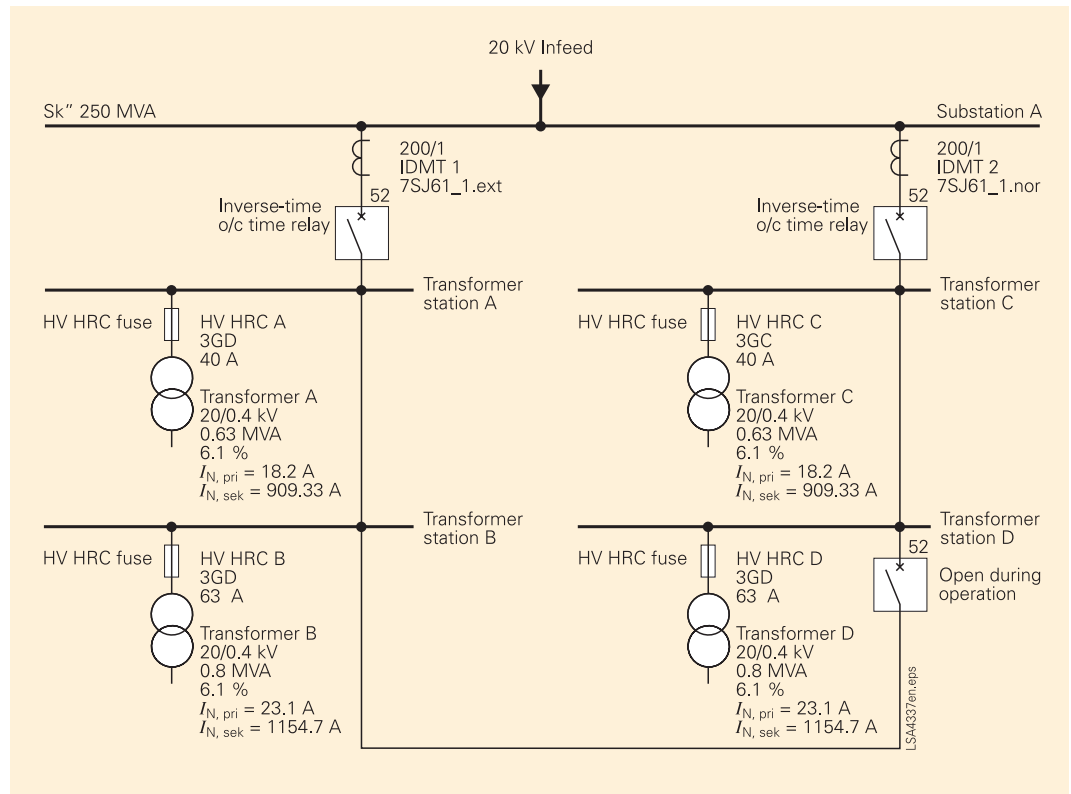 20 kV Infeed
Sk" 250 MVA
Substation A
200/1
IDMT 1
7SJ61_1.ext
52
Inverse-time
o/c time relay
200/1
IDMT 2
7SJ61_1.nor
52
Inverse-time
o/c time relay
Transformer
station A
HV HRC fuse
HV HRC A
3GD
40 A
Transformer A
20/0.4 kV
0.63 MVA
6.1 %
IN, pri = 18.2 A
IN, sek = 909.33 A
Transformer
station C
HV HRC fuse
HV HRC C
3GC
40 A
Transformer C
20/0.4 kV
0.63 MVA
6.1 %
IN, pri = 18.2 A
IN, sek = 909.33 A
Transformer
station B
HV HRC fuse
HV HRC B
3GD
63 A
Transformer B
20/0.4 kV
0.8 MVA
6.1 %
IN, pri = 23.1 A
IN, sek = 1154.7 A
Transformer
station D
HV HRC fuse
HV HRC D
3GD
63 A
Transformer D
20/0.4 kV
0.8 MVA
6.1 %
IN, pri = 23.1 A
IN, sek = 1154.7 A
52
Open during
operation
LSA4337en.eps